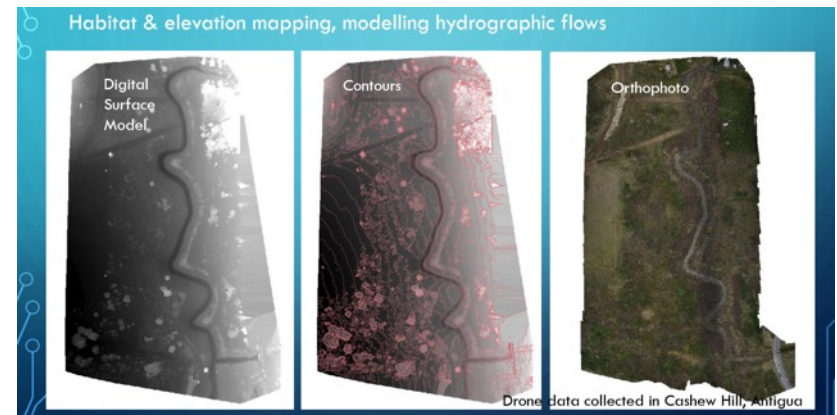 Habitat & elevation mapping, modelling hydrographic flows
Digital
Surface
Model
Contours
Orthophoto
Drone data collected in Cashew Hill, Antigua